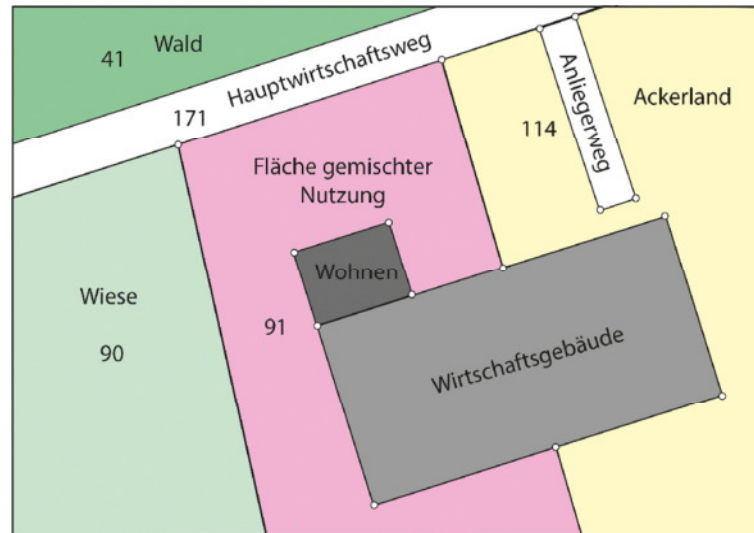 Wald
41
Hauptwirtschaftsweg
171
Anliegerweg
Ackerland
114
Fläche gemischter
Nutzung
Wohnen
Wiese
91
90
Wirtschaftsgebäude